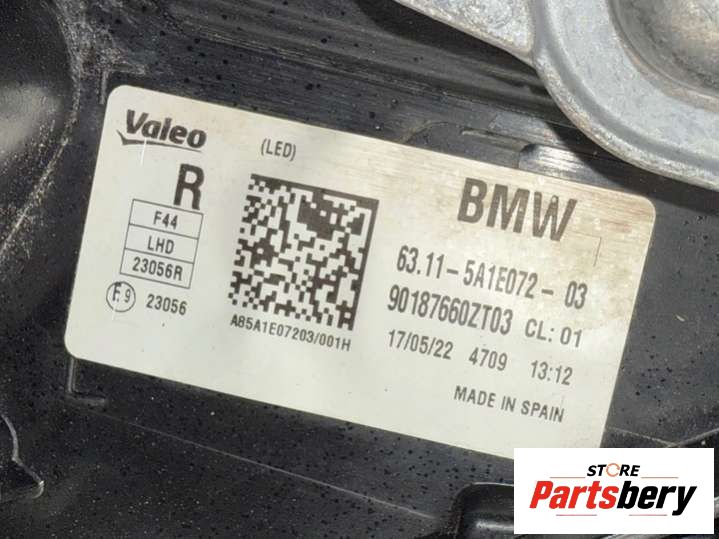 Valeo
(LED)
R
BMW
F44
LHD
23056R
E9 23056
A85A1E07203/001H
63.11- 5A1E072 - 03
90187660ZT03 CL: 01
17/05/22 4709 13:12
MADE IN SPAIN
STORE
Partsbery